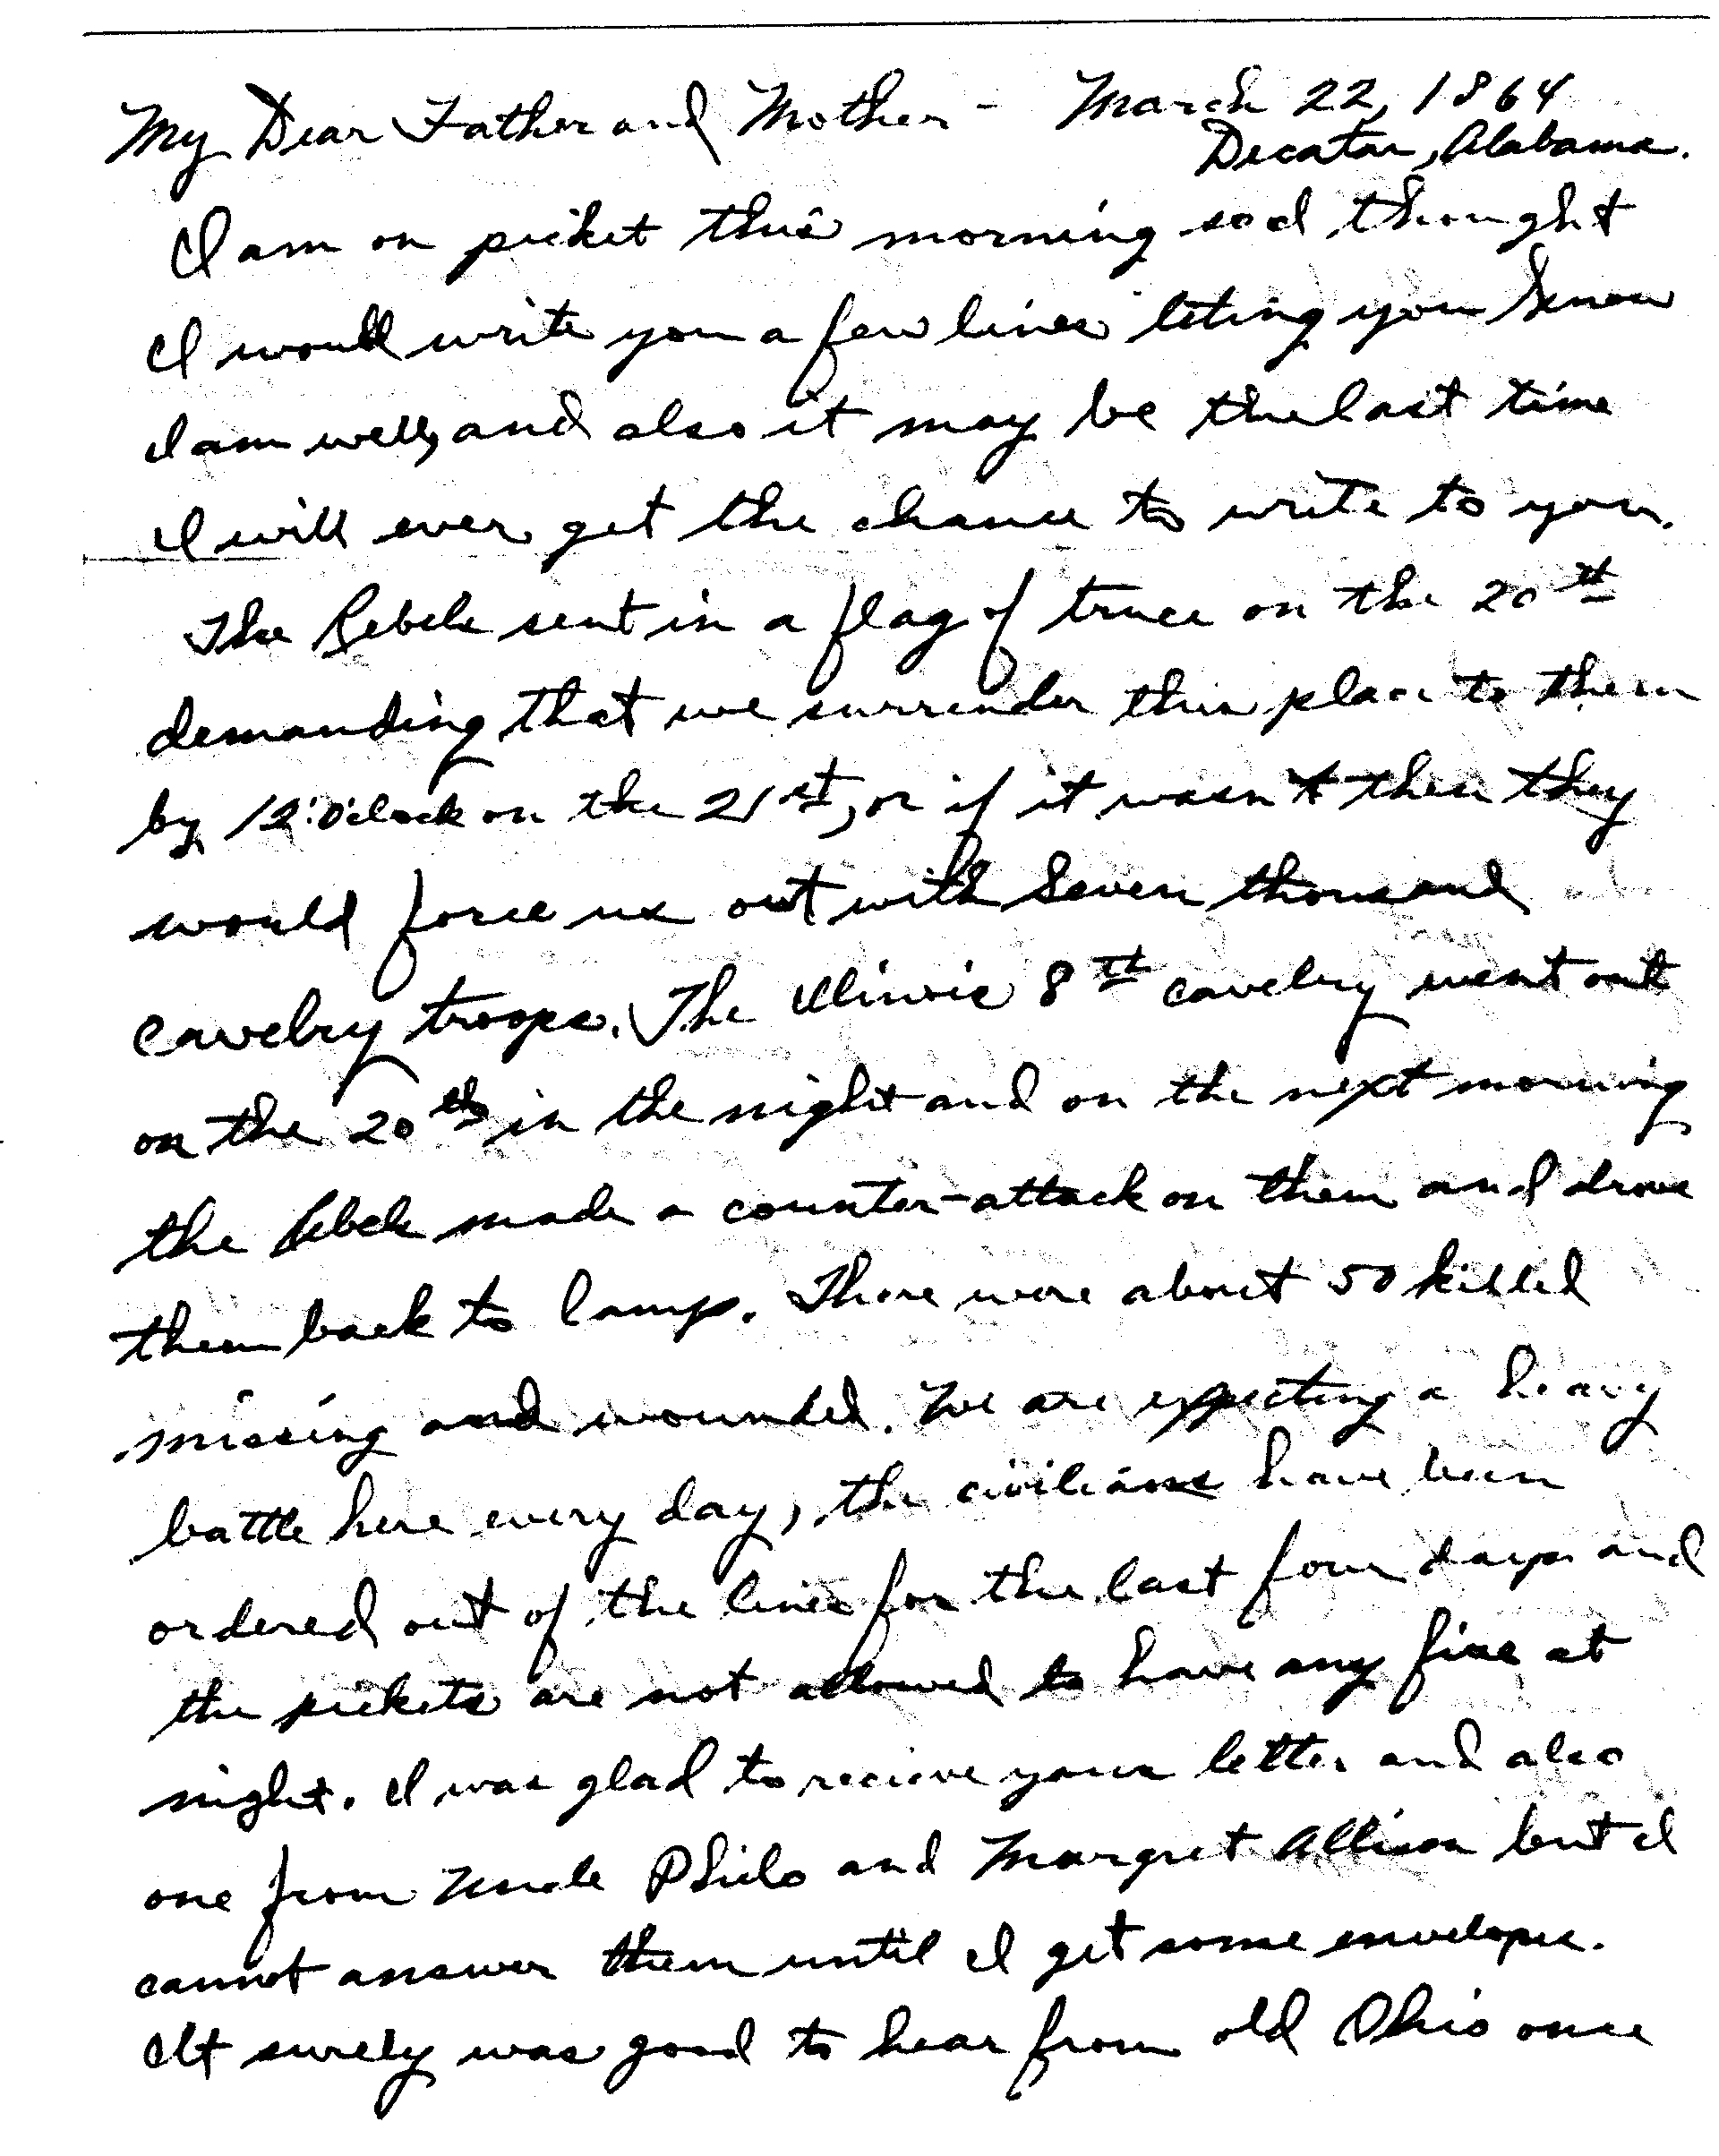 My Dear Father and Mother - March 22, 1864
Decatur, Alabama.
I am on picket this morning sod thought
I would write you a few lines leting you know
I am well, and also it may be the last time
I will ever get the chance to write to you.
The Rebels sent in a flag of truce on the 20th
demanding that we surrender this place to them
by 12:O'clock on the 21st, or if it wasn't then they
would force us out with Seven thousand
cavelry troops. The Illinois 8th cavelry went out
on the 20th in the night and on the next morning
the Rebels made a counter-attack on them and drove
them back to Camp. There were about 50 killed
missing and wounded. We are expecting a heavy
battle here every day, the civilians have been
ordered out of the lines for the last four days and
the pickets are not allowed to have any fire at
night. I was glad to recieve your letter and also
one from Uncle Philo and Margret Allison but I
cannot answer them until I get some envelopes.
It surely was good to hear from old Ohio once